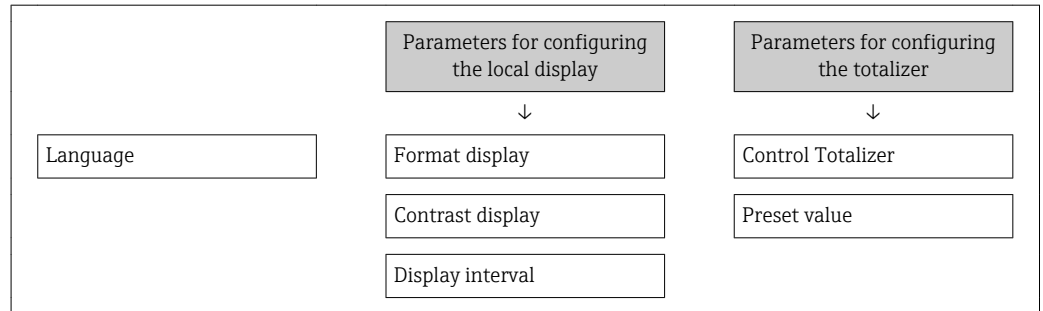 Parameters for configuring
the local display
Parameters for configuring
the totalizer
↓
↓
Language
Format display
Control Totalizer
Contrast display
Preset value
Display interval